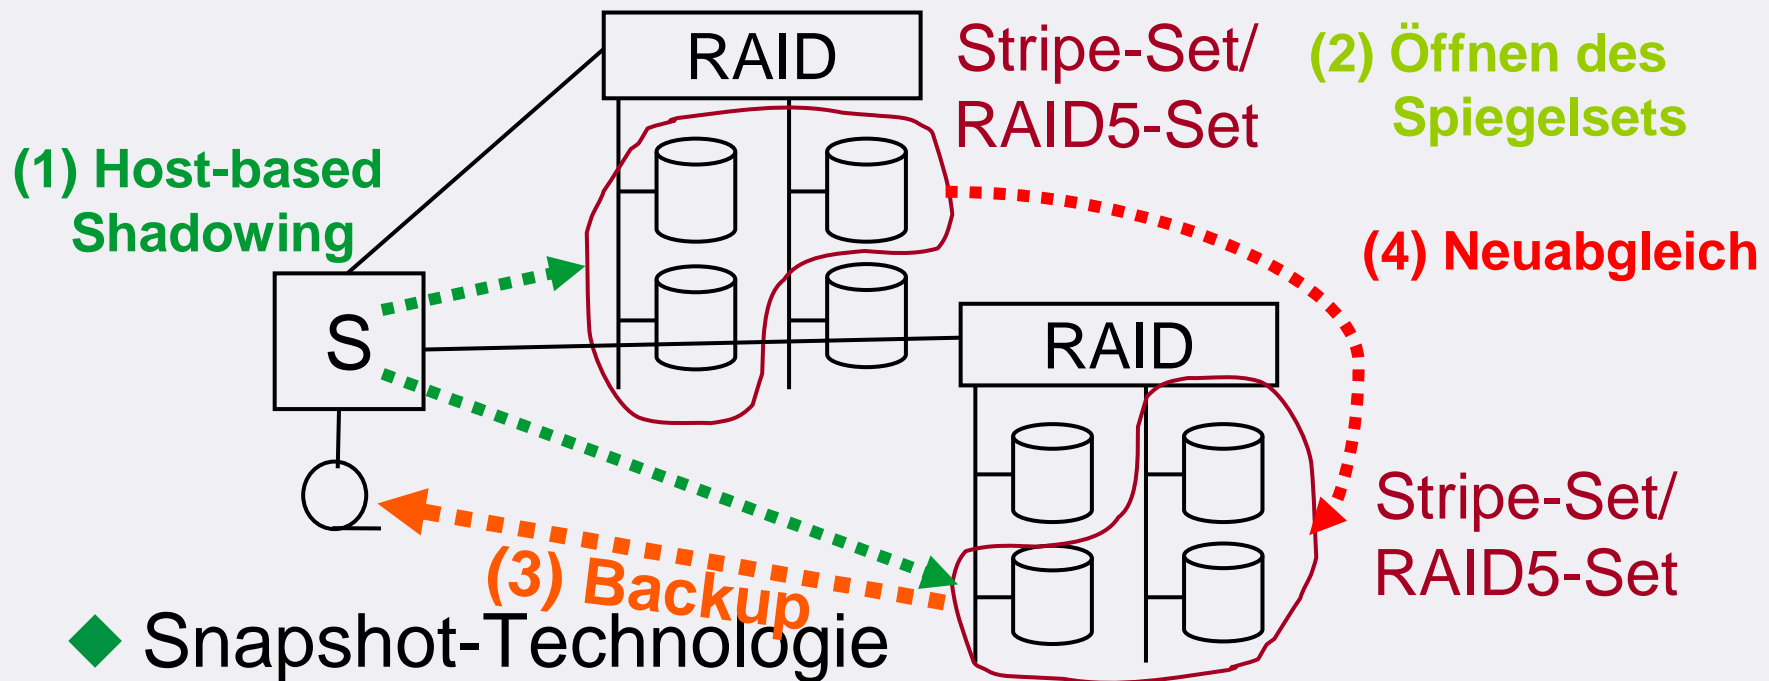 RAID
Stripe-Set/
RAID5-Set
(2) Öffnen des
Spiegelsets
(1) Host-based
Shadowing
(4) Neuabgleich
S
RAID
Stripe-Set/
RAID5-Set
(3) Backup
Snapshot-Technologie